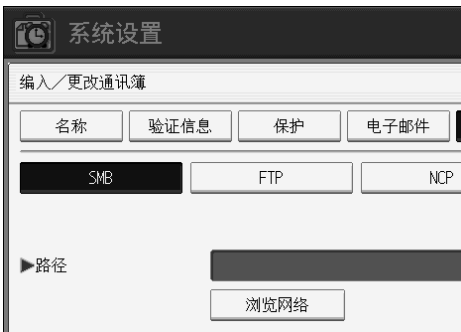 系统设置
编入／更改通讯簿
名称 验证信息 保护 电子邮件
SMB FTP NCP
▶路径
浏览网络